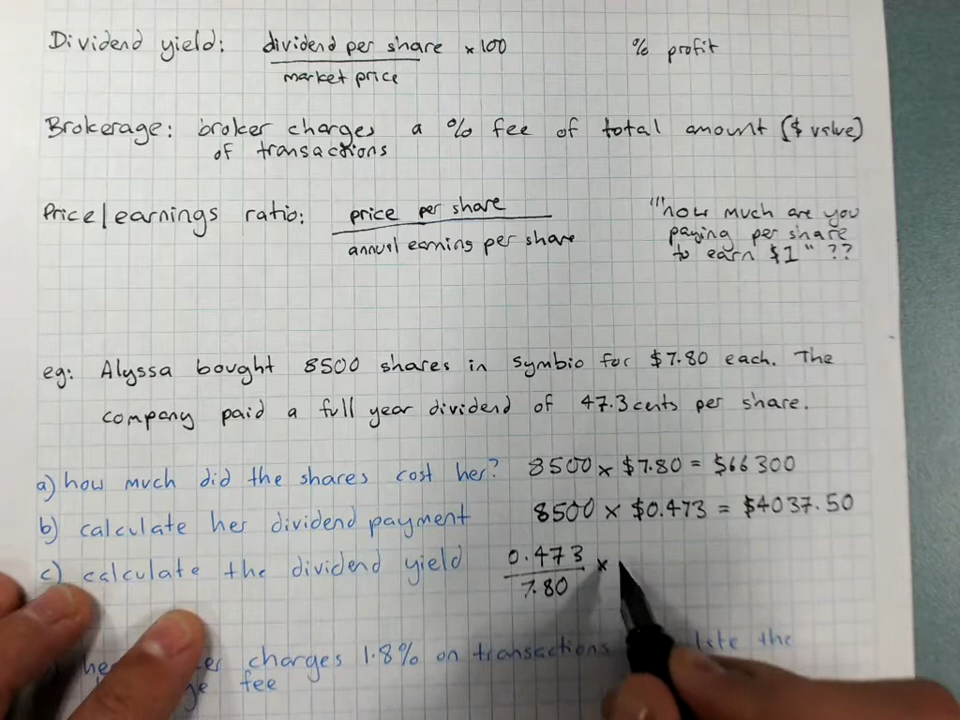 Dividend yield: dividend per share × 100 % profit
market price
Brokerage: broker charges a % fee of total amount ($ value)
of transactions
Price/earnings ratio: price per share
annual earning per share
"how much are you
paying per share
to earn $1" ??
eg: Alyssa bought 8500 shares in Symbio for $7.80 each. The
company paid a full year dividend of 47.3 cents per share.
a) how much did the shares cost her? 8500 × $7.80 = $66 300
b) calculate her dividend payment 8500 × $0.473 = $4037.50
c) calculate the dividend yield 0.473 ×
7.80
charges 1.8% on transactions the
fee